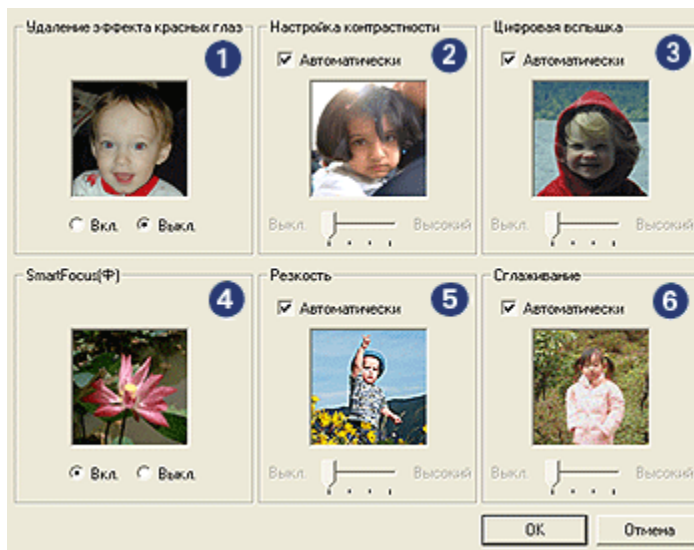 Удаление эффекта красных глаз
1
Вкл. Выкл.
Настройка контрастности
Автоматически 2
Выкл. Высокий
Цифровая вспышка
Автоматически 3
Выкл. Высокий
SmartFocus(Ф)
4
Вкл. Выкл.
Резкость
Автоматически 5
Выкл. Высокий
Сглаживание
Автоматически 6
Выкл. Высокий
OK Отмена